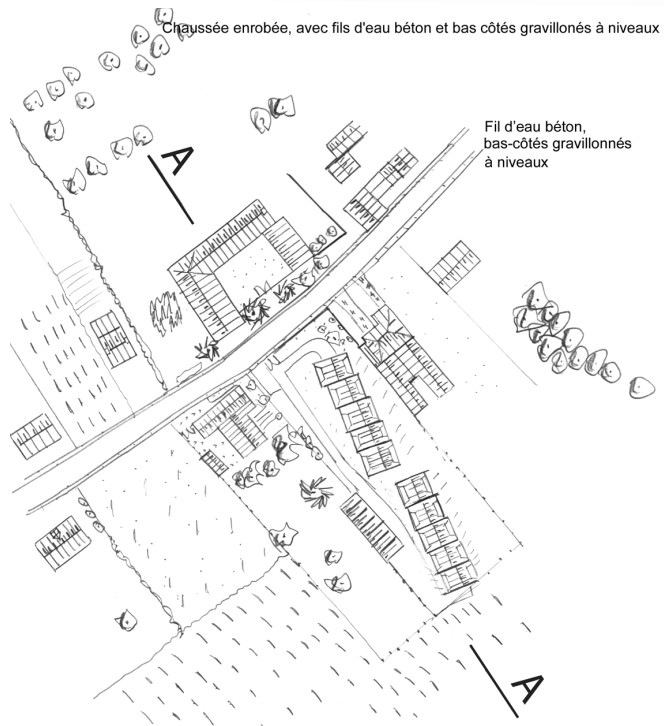 Chaussée enrobée, avec fils d'eau béton et bas côtés gravillonés à niveaux
Fil d'eau béton,
bas-côtés gravillonnés
à niveaux
A
A